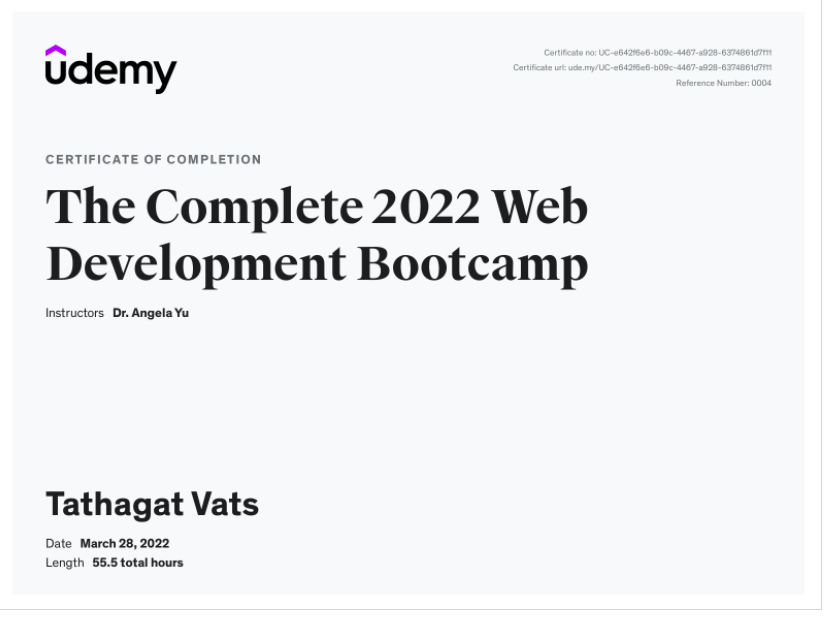 udemy
Certificate no: UC-e642f6e6-b09c-4467-a928-6374861d7f11
Certificate url: ude.my/UC-e642f6e6-b09c-4467-a928-6374861d7f11
Reference Number: 0004
CERTIFICATE OF COMPLETION
The Complete 2022 Web
Development Bootcamp
Instructors Dr. Angela Yu
Tathagat Vats
Date March 28, 2022
Length 55.5 total hours